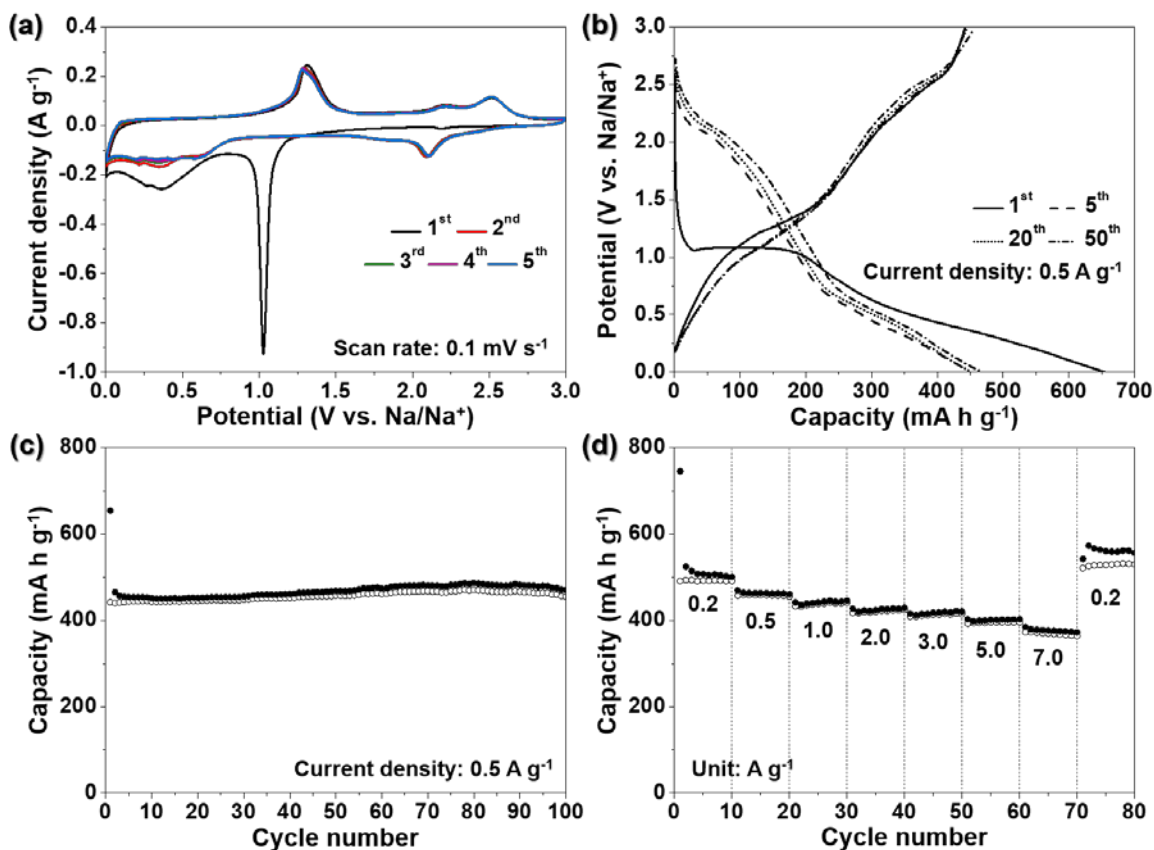 (a)
0.4
0.2
0.0
-0.2
-0.4
-0.6
-0.8
-1.0
Current density (A g⁻¹)
1ˢᵗ 2ⁿᵈ
3ʳᵈ 4ᵗʰ 5ᵗʰ
Scan rate: 0.1 mV s⁻¹
0.0 0.5 1.0 1.5 2.0 2.5 3.0
Potential (V vs. Na/Na⁺)
(b)
3.0
2.5
2.0
1.5
1.0
0.5
0.0
Potential (V vs. Na/Na⁺)
1ˢᵗ 5ᵗʰ
20ᵗʰ 50ᵗʰ
Current density: 0.5 A g⁻¹
0 100 200 300 400 500 600 700
Capacity (mA h g⁻¹)
(c)
800
600
400
200
0
Capacity (mA h g⁻¹)
Current density: 0.5 A g⁻¹
0 10 20 30 40 50 60 70 80 90 100
Cycle number
(d)
800
600
400
200
0
Capacity (mA h g⁻¹)
0.2 0.5 1.0 2.0 3.0 5.0 7.0 0.2
Unit: A g⁻¹
0 10 20 30 40 50 60 70 80
Cycle number